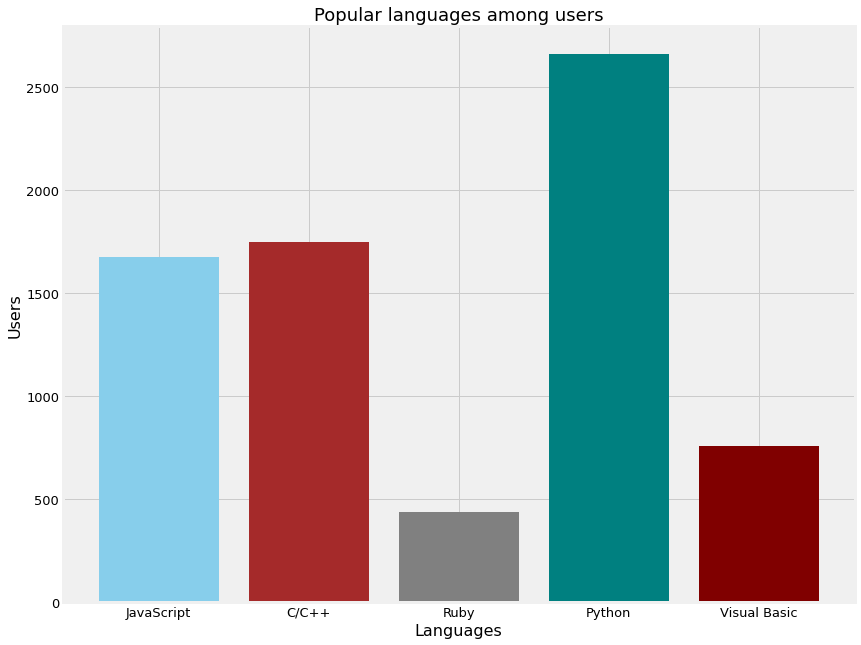 Popular languages among users
Users
2500
2000
1500
1000
500
0
JavaScript C/C++ Ruby Python Visual Basic
Languages